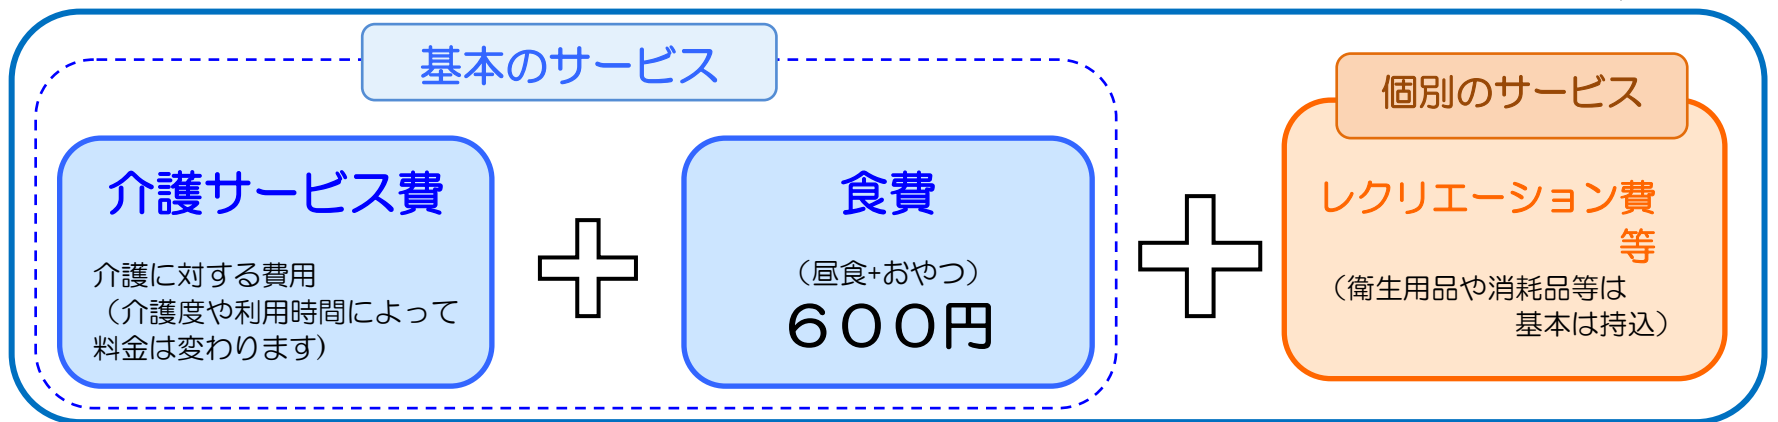 基本のサービス
個別のサービス
介護サービス費
介護に対する費用
（介護度や利用時間によって
料金は変わります)
食費
（昼食+おやつ）
６００円
レクリエーション費
等
（衛生用品や消耗品等は
基本は持込）